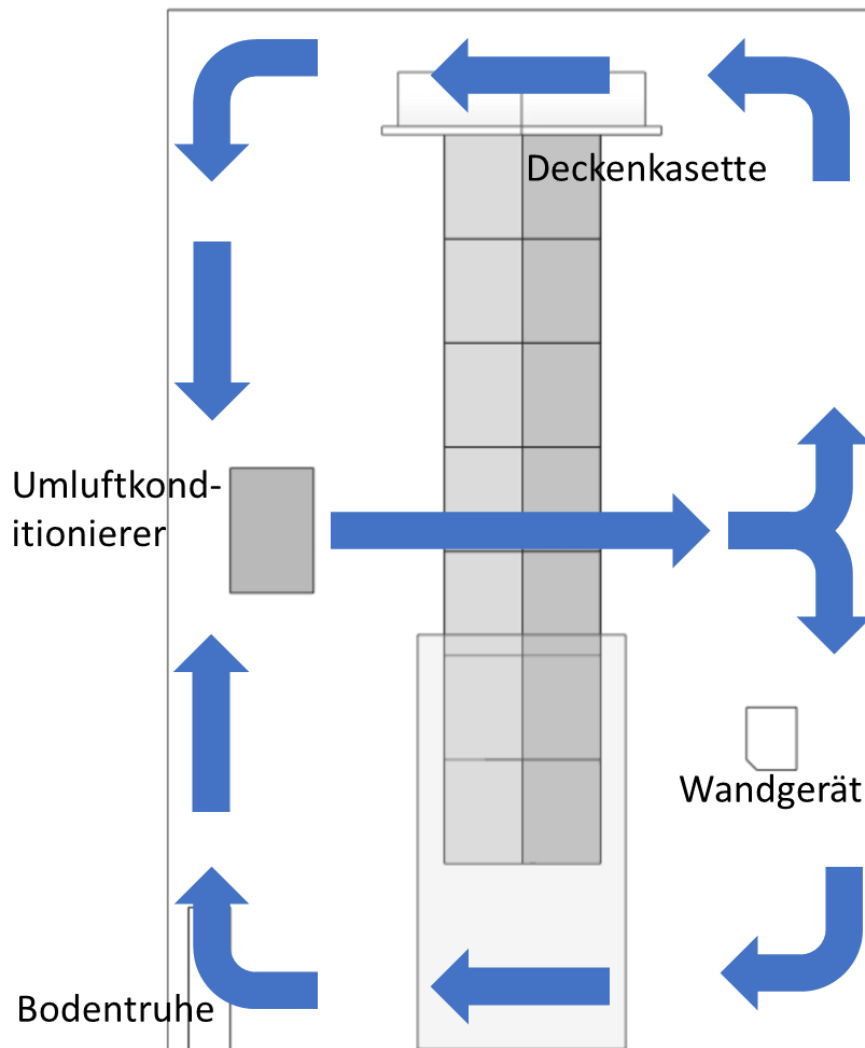 Deckenkasette
Umluftkond-
itionierer
Wandgerät
Bodentruhe